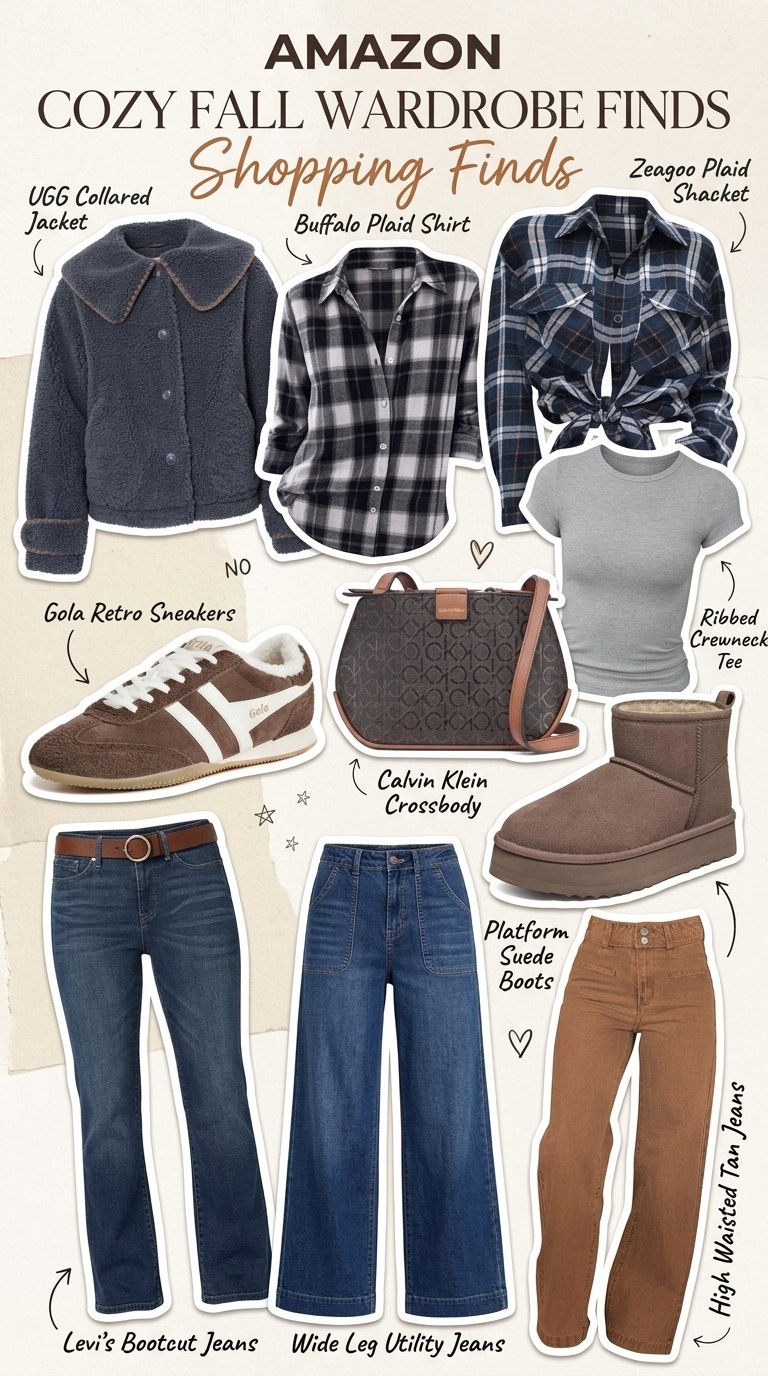 AMAZON
COZY FALL WARDROBE FINDS
Shopping Finds
UGG Collared
Jacket
Buffalo Plaid Shirt
Zeagoo Plaid
Shacket
NO
Gola Retro Sneakers
Gola
Ribbed
Crewneck
Tee
Calvin Klein
Crossbody
Platform
Suede
Boots
High Waisted Tan Jeans
Levi's Bootcut Jeans
Wide Leg Utility Jeans